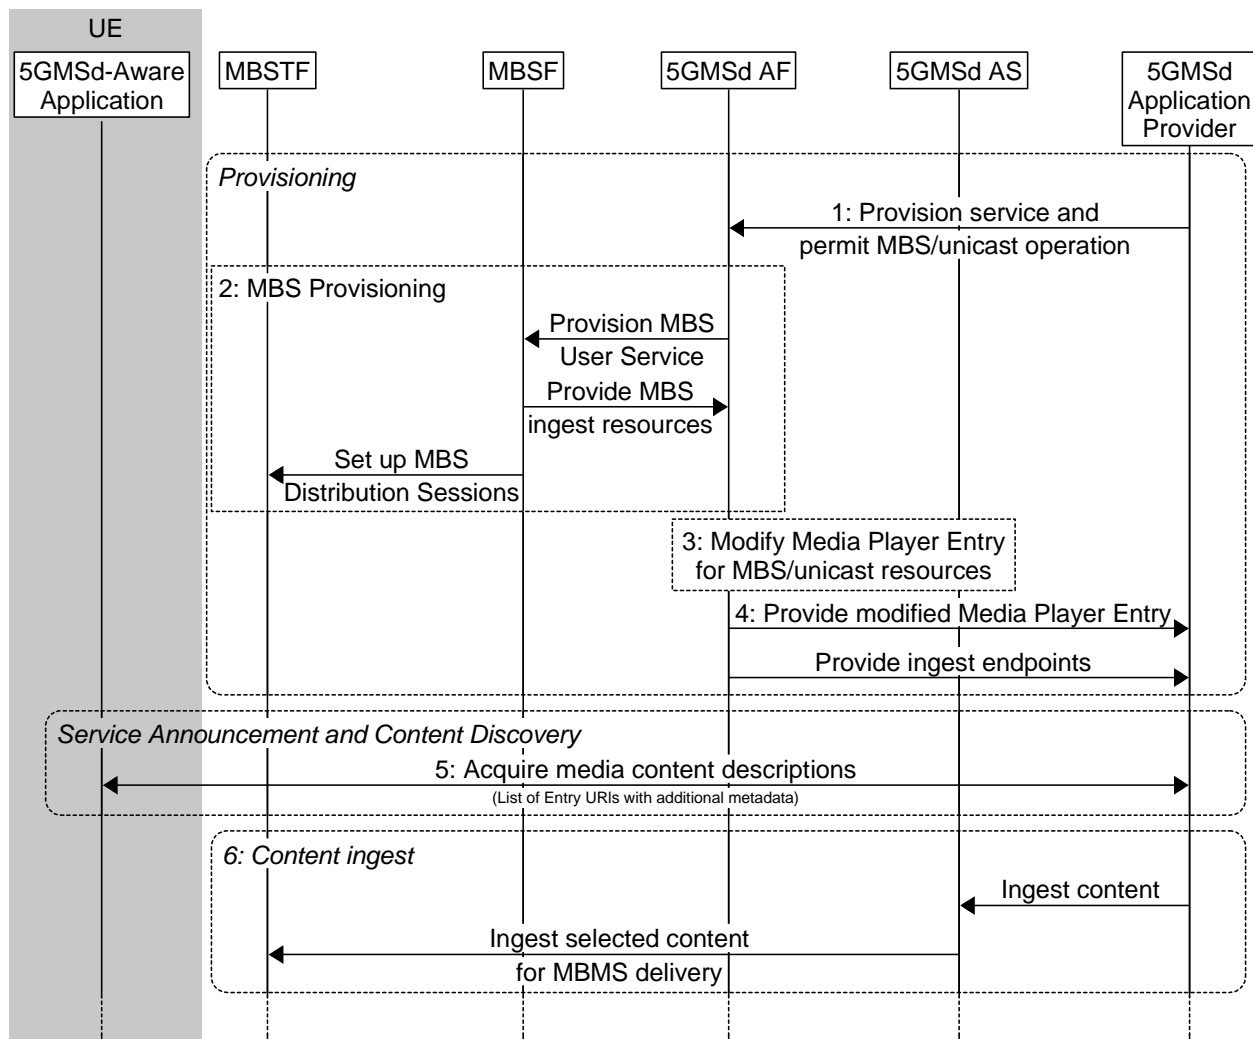 UE
5GMSd-Aware
Application
MBSTF
MBSF
5GMSd AF
5GMSd AS
5GMSd
Application
Provider
Provisioning
1: Provision service and
permit MBS/unicast operation
2: MBS Provisioning
Provision MBS
User Service
Provide MBS
ingest resources
Set up MBS
Distribution Sessions
3: Modify Media Player Entry
for MBS/unicast resources
4: Provide modified Media Player Entry
Provide ingest endpoints
Service Announcement and Content Discovery
5: Acquire media content descriptions
(List of Entry URIs with additional metadata)
6: Content ingest
Ingest content
Ingest selected content
for MBMS delivery